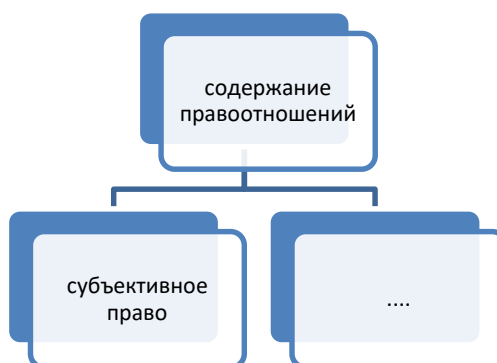 содержание
правоотношений
субъективное
право
....